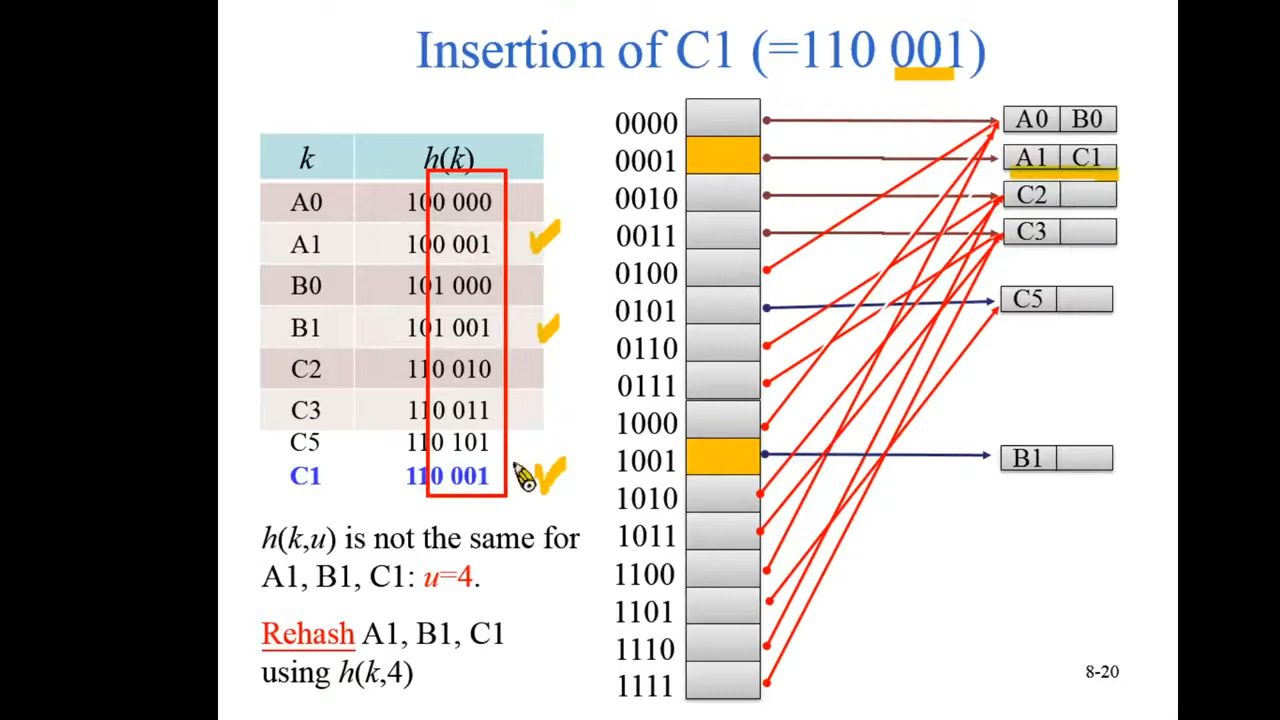 Insertion of C1 (=110 001)
k h(k)
A0 100 000
A1 100 001
B0 101 000
B1 101 001
C2 110 010
C3 110 011
C5 110 101
C1 110 001
h(k,u) is not the same for
A1, B1, C1: u=4.
Rehash A1, B1, C1
using h(k,4)
0000
0001
0010
0011
0100
0101
0110
0111
1000
1001
1010
1011
1100
1101
1110
1111
A0 B0
A1 C1
C2
C3
C5
B1
8-20